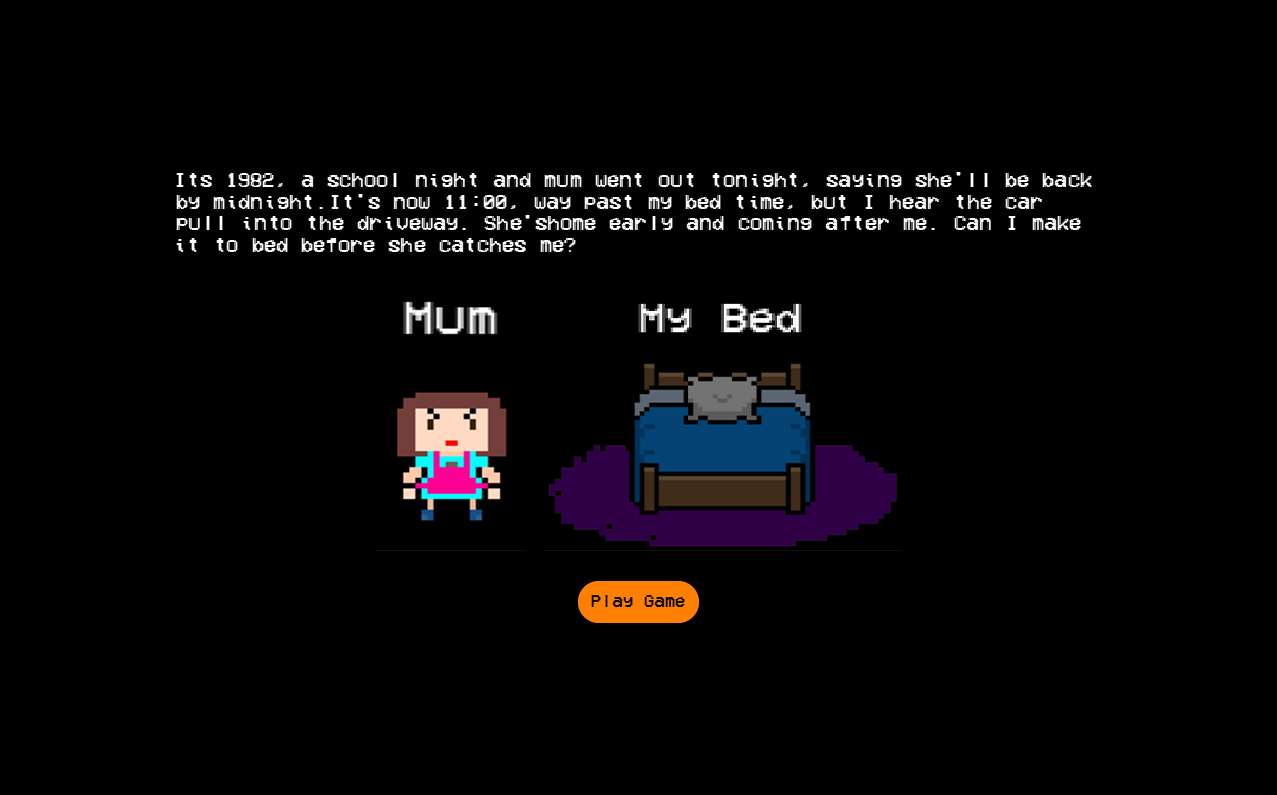 Its 1982, a school night and mum went out tonight, saying she'll be back
by midnight.It's now 11:00, way past my bed time, but I hear the car
pull into the driveway. She'shome early and coming after me. Can I make
it to bed before she catches me?
Mum
My Bed
Play Game